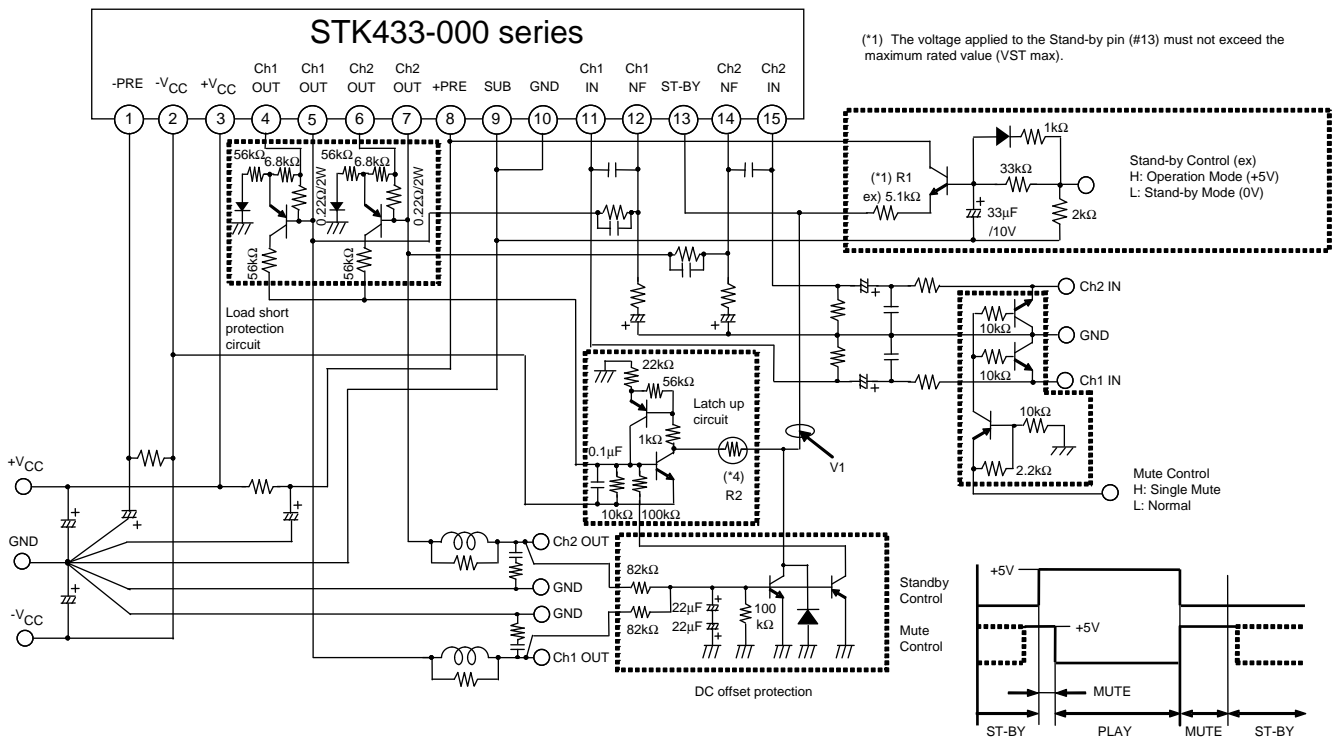 STK433-000 series
(*1) The voltage applied to the Stand-by pin (#13) must not exceed the
maximum rated value (VST max).
-PRE -VCC +VCC Ch1 OUT Ch1 OUT Ch2 OUT Ch2 OUT +PRE SUB GND Ch1 IN Ch1 NF ST-BY Ch2 NF Ch2 IN
1 2 3 4 5 6 7 8 9 10 11 12 13 14 15
56kΩ
6.8kΩ
0.22Ω/2W
56kΩ
56kΩ
6.8kΩ
0.22Ω/2W
56kΩ
Load short
protection
circuit
(*1) R1
ex) 5.1kΩ
1kΩ
33kΩ
+
33μF
/10V
2kΩ
Stand-by Control (ex)
H: Operation Mode (+5V)
L: Stand-by Mode (0V)
+
+
+
+
Ch2 IN
GND
Ch1 IN
10kΩ
10kΩ
10kΩ
2.2kΩ
Mute Control
H: Single Mute
L: Normal
22kΩ
56kΩ
Latch up
circuit
1kΩ
0.1μF
(*4)
R2
10kΩ
100kΩ
V1
+VCC
GND
-VCC
+
+
+
+
Ch2 OUT
GND
GND
Ch1 OUT
82kΩ
82kΩ
22μF
+
22μF
+
100
kΩ
DC offset protection
Standby
Control
Mute
Control
+5V
+5V
MUTE
ST-BY PLAY MUTE ST-BY